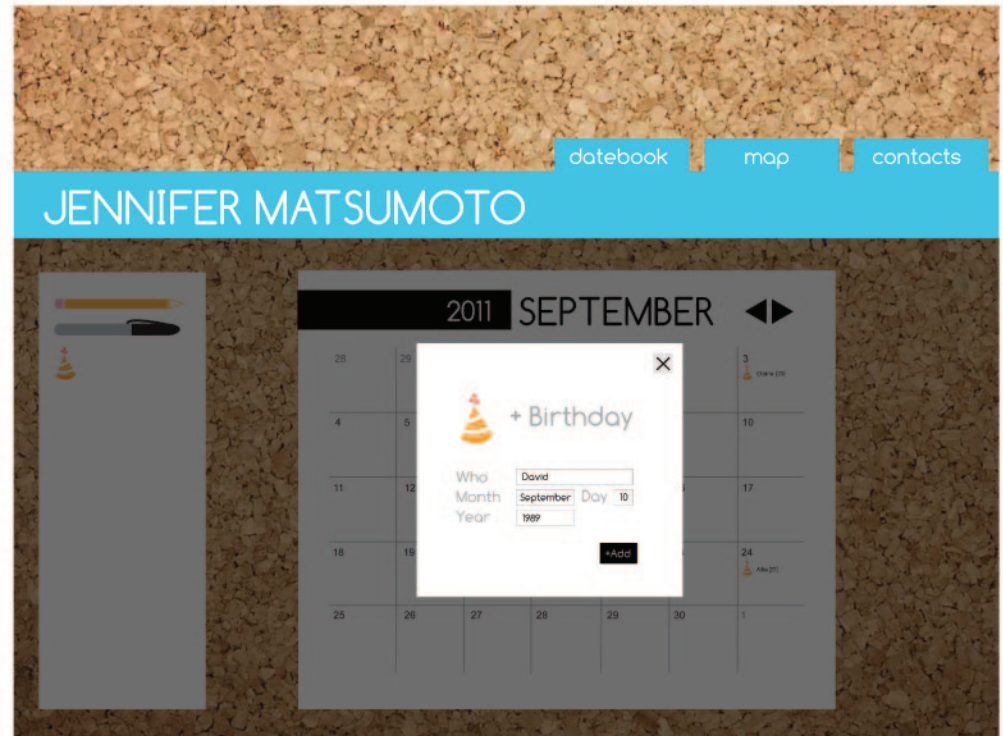 datebook map contacts
JENNIFER MATSUMOTO
2011 SEPTEMBER
28 29 3
+ Birthday
4 5 10
Who David
11 12 17
Month September Day 10
Year 1989
+Add
18 19 24
25 26 27 28 29 30 1